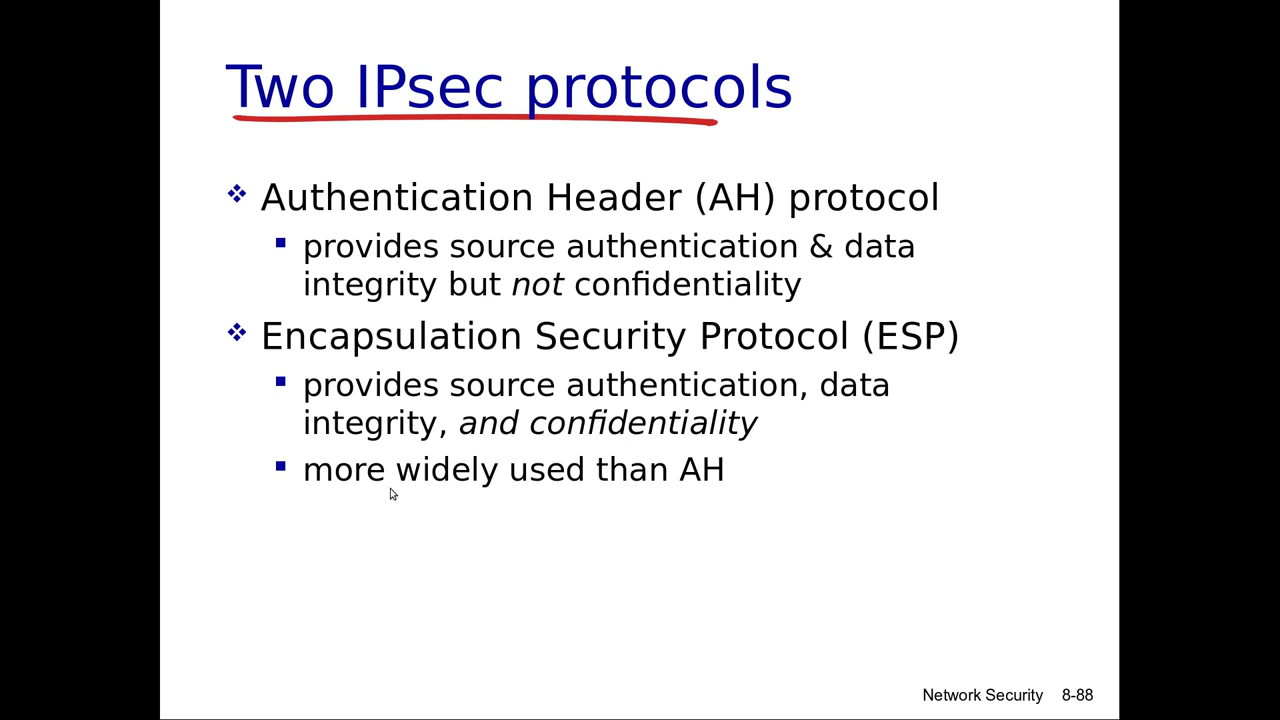 Two IPsec protocols
Authentication Header (AH) protocol
provides source authentication & data
integrity but not confidentiality
Encapsulation Security Protocol (ESP)
provides source authentication, data
integrity, and confidentiality
more widely used than AH
Network Security 8-88